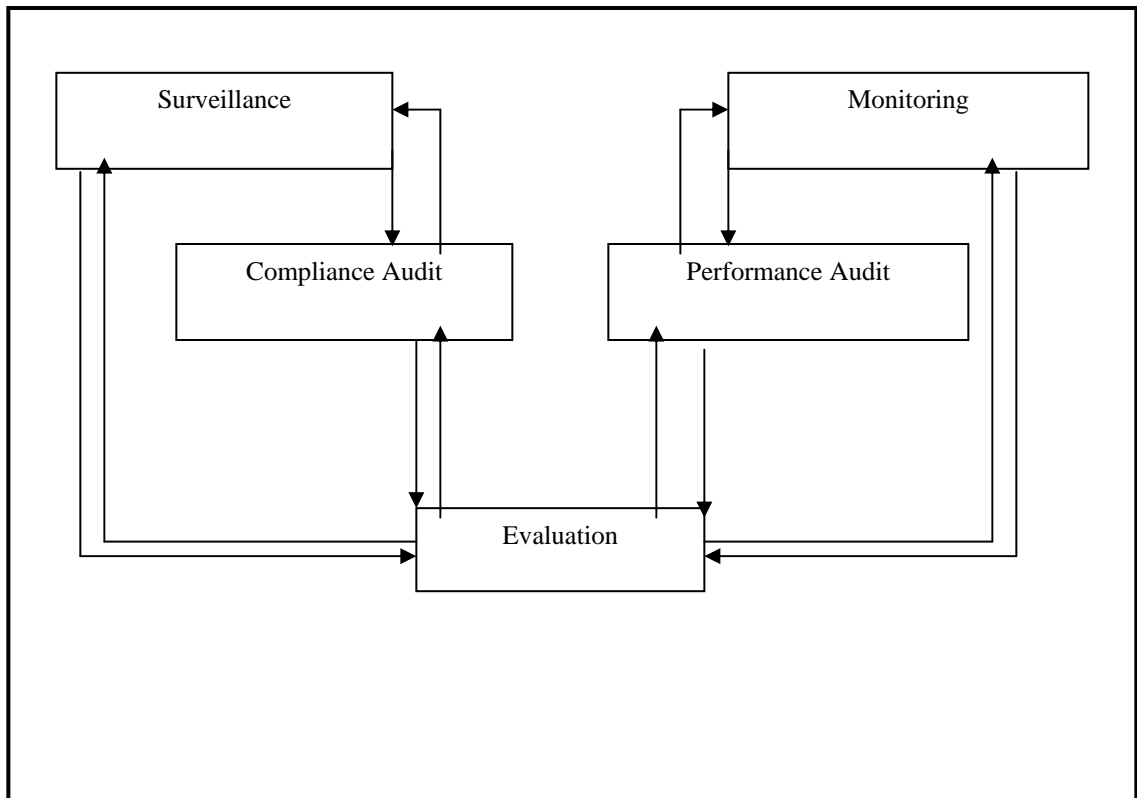 Surveillance
Monitoring
Compliance Audit
Performance Audit
Evaluation